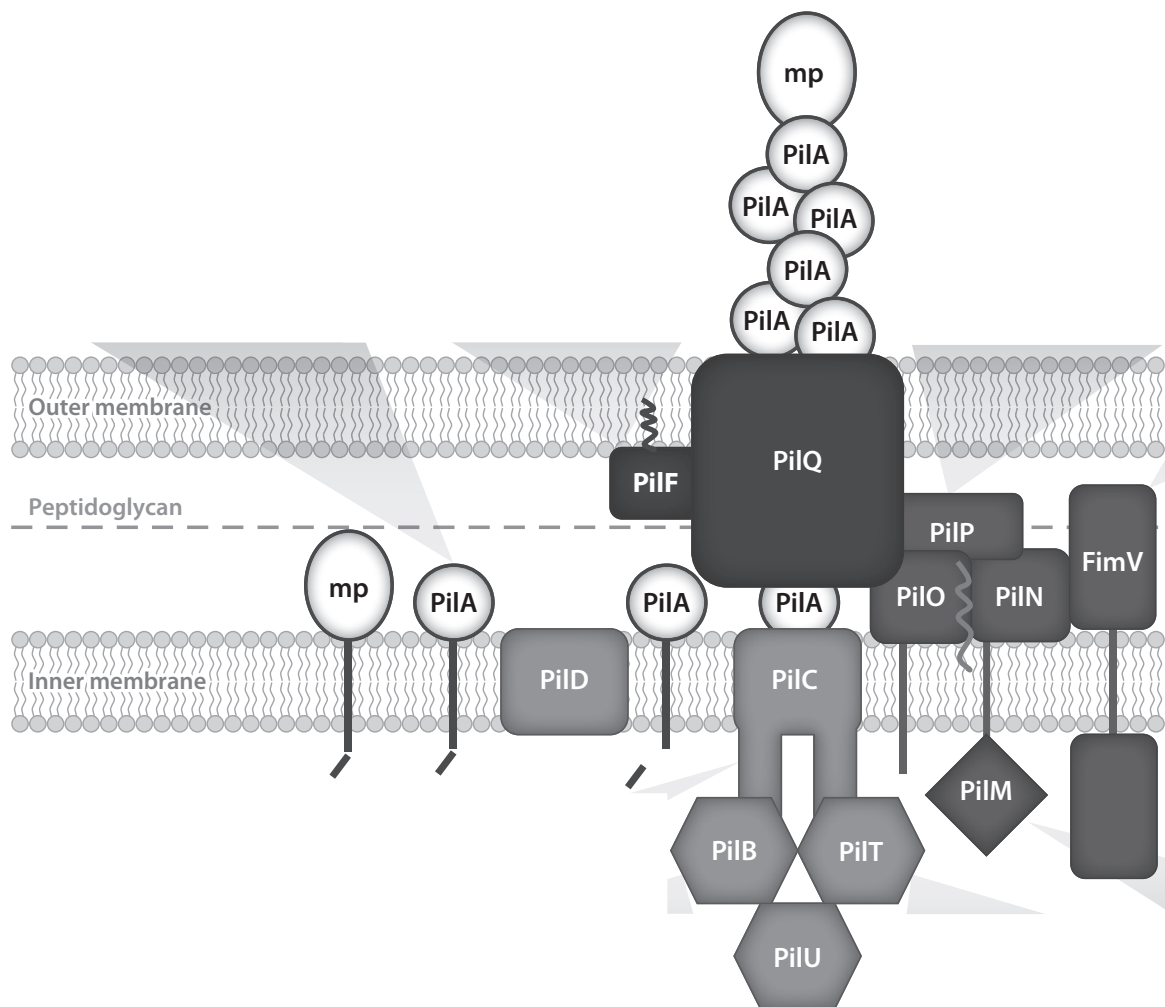 mp
PilA
PilA
PilA
PilA
PilA
PilA
Outer membrane
PilQ
PilF
Peptidoglycan
PilP
FimV
mp
PilA
PilA
PilA
PilO
PilN
Inner membrane
PilD
PilC
PilM
PilB
PilT
PilU